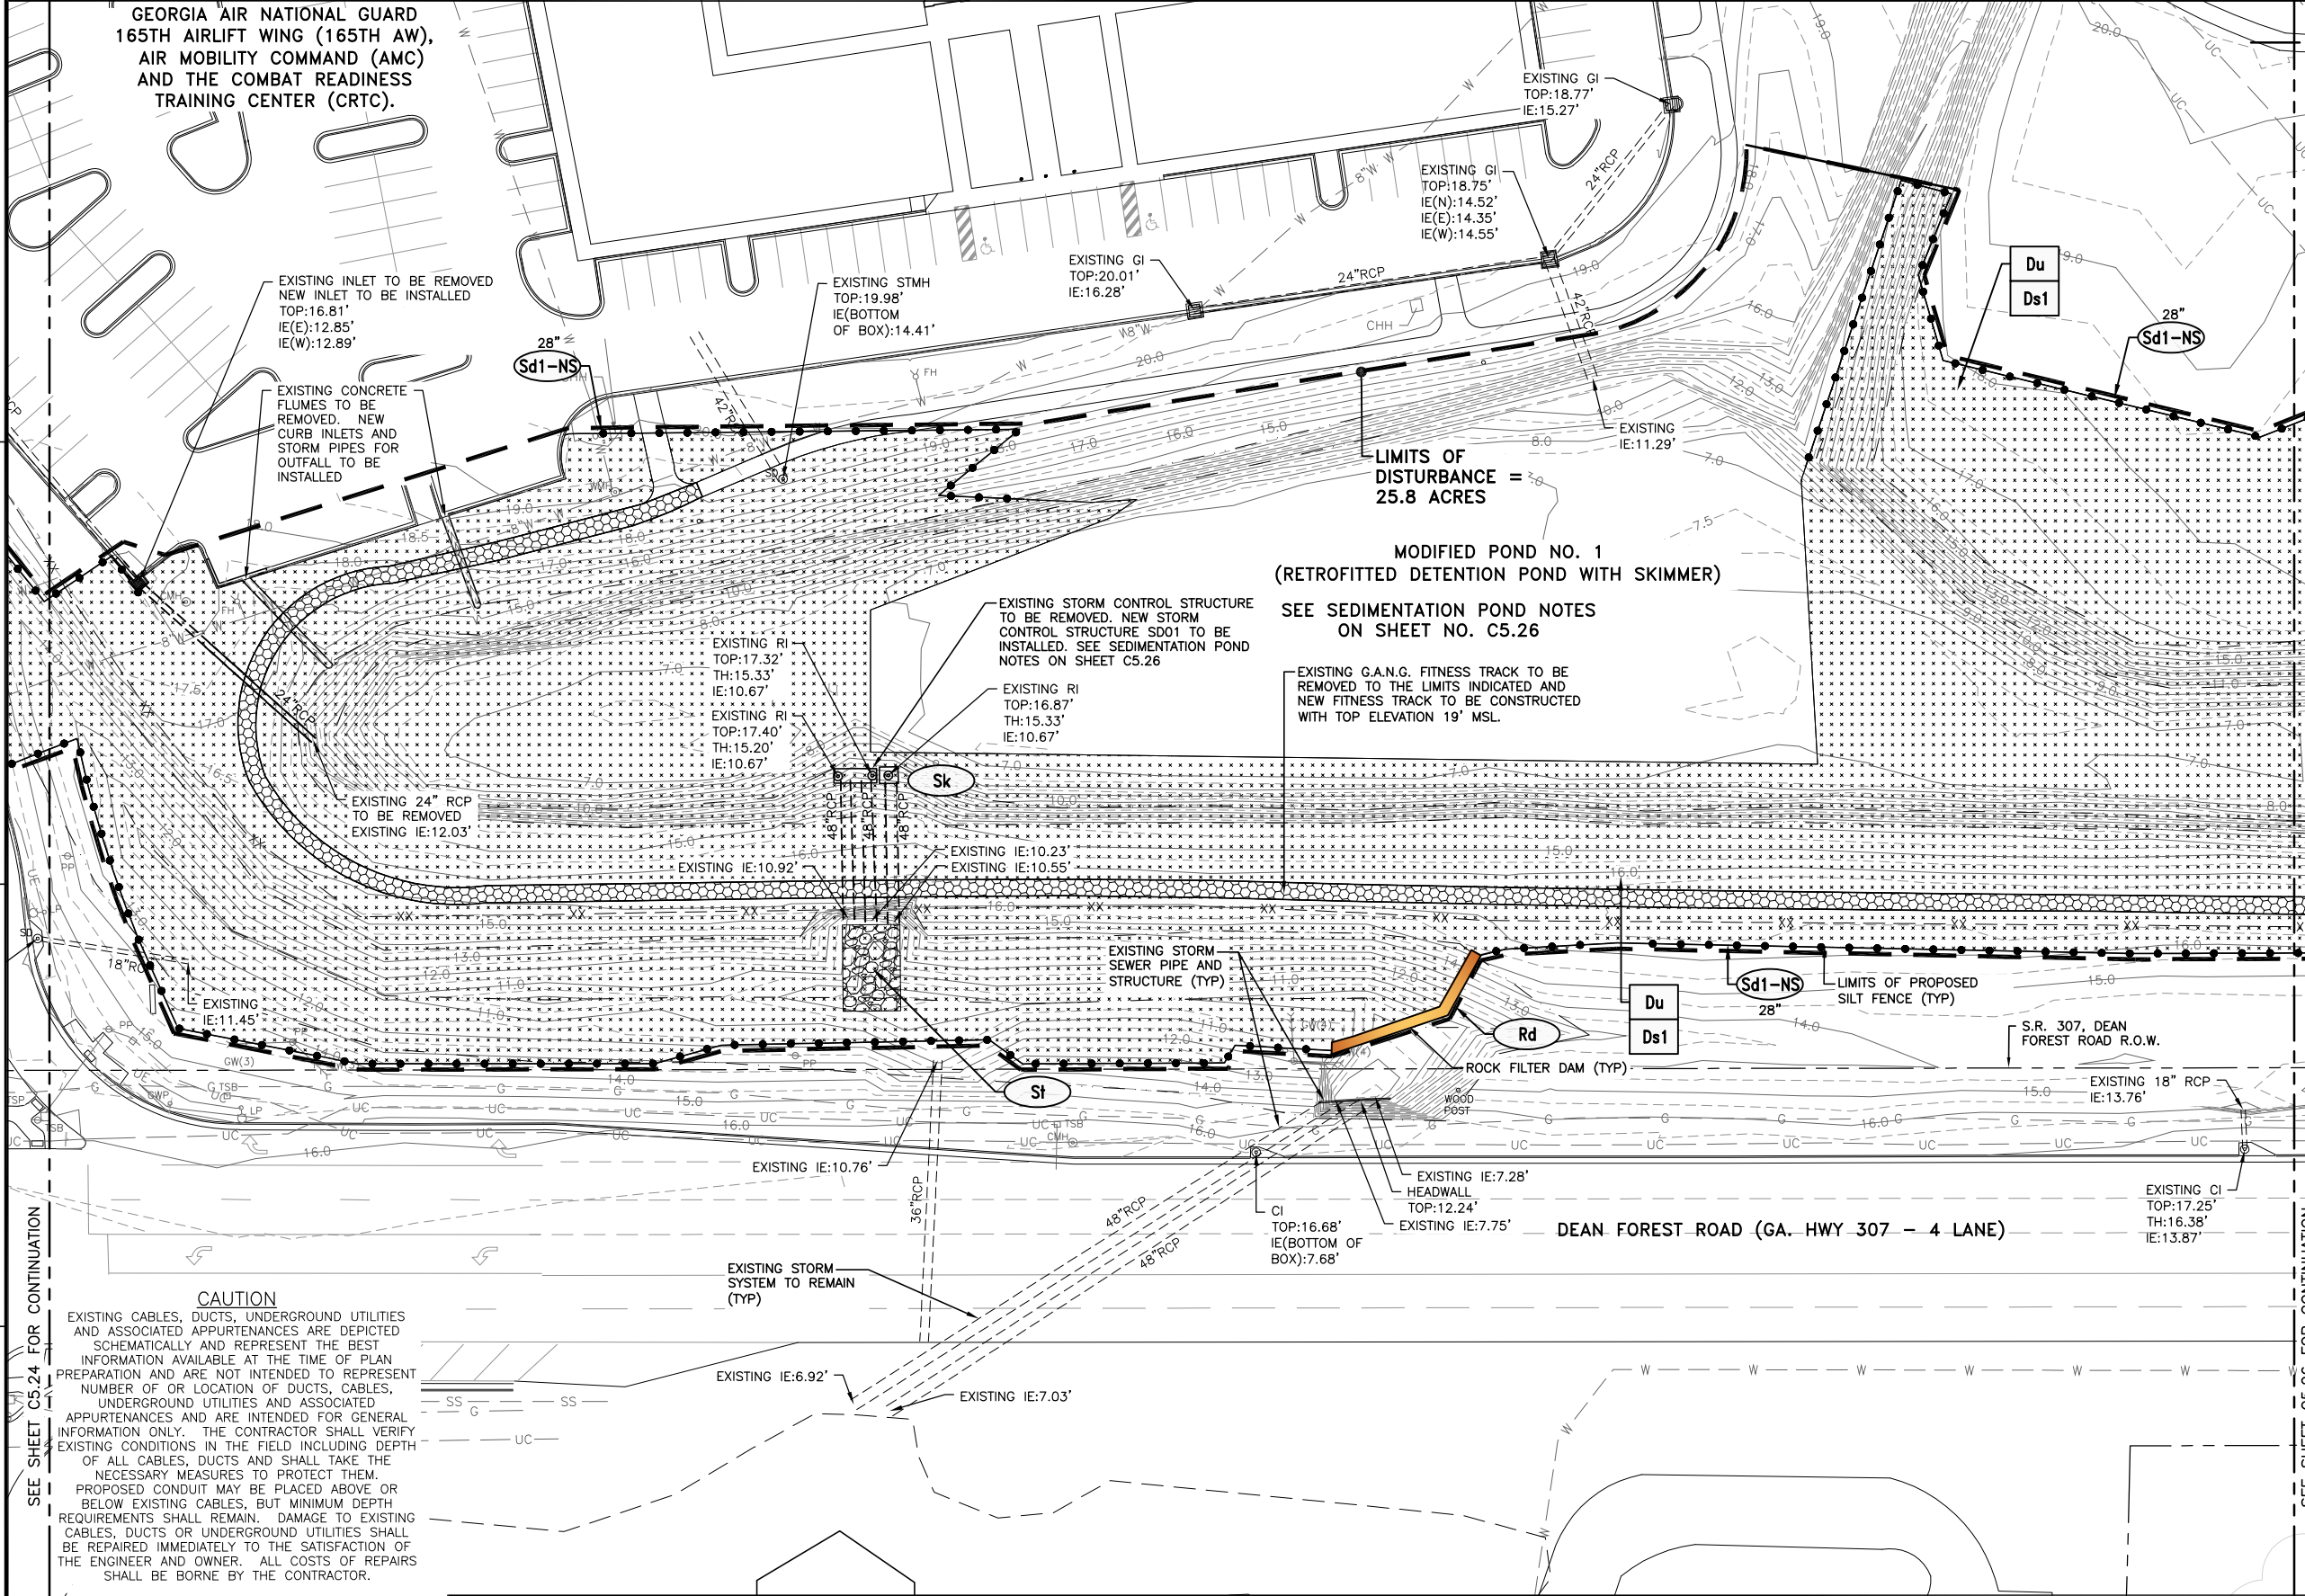 GEORGIA AIR NATIONAL GUARD
165TH AIRLIFT WING (165TH AW),
AIR MOBILITY COMMAND (AMC)
AND THE COMBAT READINESS
TRAINING CENTER (CRTC).
EXISTING GI
TOP:18.77'
IE:15.27'
24"RCP
EXISTING GI
TOP:18.75'
IE(N):14.52'
IE(E):14.35'
IE(W):14.55'
EXISTING GI
TOP:20.01'
IE:16.28'
24"RCP
EXISTING STMH
TOP:19.98'
IE(BOTTOM
OF BOX):14.41'
EXISTING INLET TO BE REMOVED
NEW INLET TO BE INSTALLED
TOP:16.81'
IE(E):12.85'
IE(W):12.89'
28"
Sd1-NS
EXISTING CONCRETE
FLUMES TO BE
REMOVED. NEW
CURB INLETS AND
STORM PIPES FOR
OUTFALL TO BE
INSTALLED
Du
Ds1
28"
Sd1-NS
CHH
FH
EXISTING
IE:11.29'
LIMITS OF
DISTURBANCE =
25.8 ACRES
MODIFIED POND NO. 1
(RETROFITTED DETENTION POND WITH SKIMMER)
SEE SEDIMENTATION POND NOTES
ON SHEET NO. C5.26
EXISTING STORM CONTROL STRUCTURE
TO BE REMOVED. NEW STORM
CONTROL STRUCTURE SD01 TO BE
INSTALLED. SEE SEDIMENTATION POND
NOTES ON SHEET C5.26
EXISTING RI
TOP:17.32'
TH:15.33'
IE:10.67'
EXISTING RI
TOP:16.87'
TH:15.33'
IE:10.67'
EXISTING RI
TOP:17.40'
TH:15.20'
IE:10.67'
EXISTING G.A.N.G. FITNESS TRACK TO BE
REMOVED TO THE LIMITS INDICATED AND
NEW FITNESS TRACK TO BE CONSTRUCTED
WITH TOP ELEVATION 19' MSL.
24"RCP
Sk
EXISTING 24" RCP
TO BE REMOVED
EXISTING IE:12.03'
48"RCP
48"RCP
48"RCP
EXISTING IE:10.92'
EXISTING IE:10.23'
EXISTING IE:10.55'
EXISTING STORM
SEWER PIPE AND
STRUCTURE (TYP)
EXISTING
IE:11.45'
Sd1-NS
28"
LIMITS OF PROPOSED
SILT FENCE (TYP)
Du
Ds1
Rd
ROCK FILTER DAM (TYP)
S.R. 307, DEAN
FOREST ROAD R.O.W.
St
WOOD
POST
EXISTING 18" RCP
IE:13.76'
EXISTING IE:10.76'
36"RCP
48"RCP
48"RCP
EXISTING IE:7.28'
HEADWALL
TOP:12.24'
EXISTING IE:7.75'
CI
TOP:16.68'
IE(BOTTOM OF
BOX):7.68'
DEAN FOREST ROAD (GA. HWY 307 - 4 LANE)
EXISTING CI
TOP:17.25'
TH:16.38'
IE:13.87'
EXISTING STORM
SYSTEM TO REMAIN
(TYP)
EXISTING IE:6.92'
EXISTING IE:7.03'
SEE SHEET C5.24 FOR CONTINUATION
CAUTION
EXISTING CABLES, DUCTS, UNDERGROUND UTILITIES
AND ASSOCIATED APPURTENANCES ARE DEPICTED
SCHEMATICALLY AND REPRESENT THE BEST
INFORMATION AVAILABLE AT THE TIME OF PLAN
PREPARATION AND ARE NOT INTENDED TO REPRESENT
NUMBER OF OR LOCATION OF DUCTS, CABLES,
UNDERGROUND UTILITIES AND ASSOCIATED
APPURTENANCES AND ARE INTENDED FOR GENERAL
INFORMATION ONLY. THE CONTRACTOR SHALL VERIFY
EXISTING CONDITIONS IN THE FIELD INCLUDING DEPTH
OF ALL CABLES, DUCTS AND SHALL TAKE THE
NECESSARY MEASURES TO PROTECT THEM.
PROPOSED CONDUIT MAY BE PLACED ABOVE OR
BELOW EXISTING CABLES, BUT MINIMUM DEPTH
REQUIREMENTS SHALL REMAIN. DAMAGE TO EXISTING
CABLES, DUCTS OR UNDERGROUND UTILITIES SHALL
BE REPAIRED IMMEDIATELY TO THE SATISFACTION OF
THE ENGINEER AND OWNER. ALL COSTS OF REPAIRS
SHALL BE BORNE BY THE CONTRACTOR.